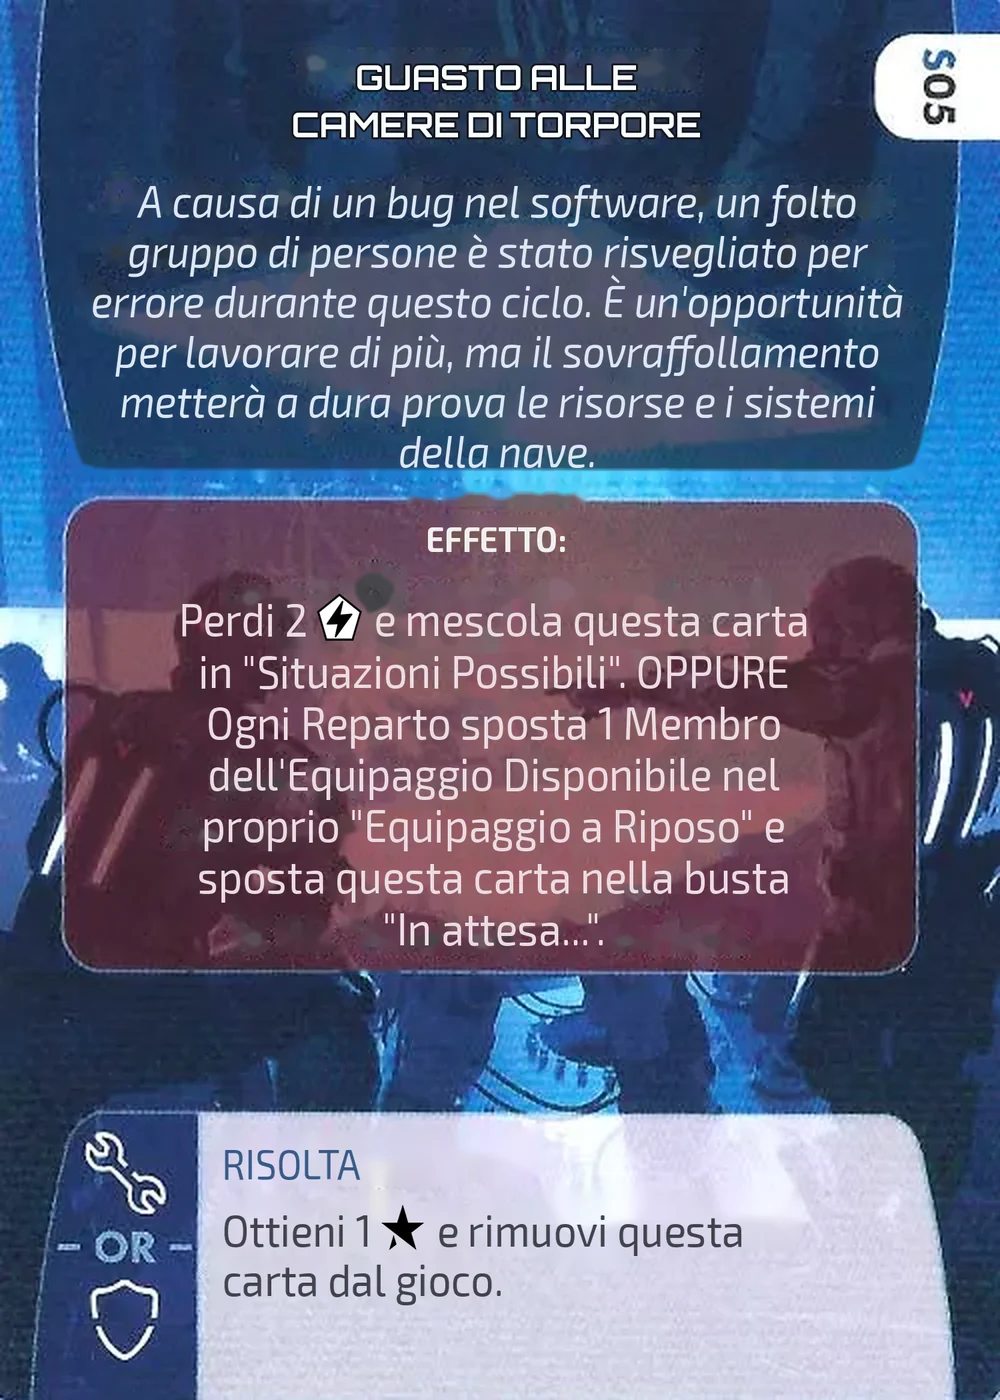 GUASTO ALLE
CAMERE DI TORPORE
S05
A causa di un bug nel software, un folto
gruppo di persone è stato risvegliato per
errore durante questo ciclo. È un'opportunità
per lavorare di più, ma il sovraffollamento
metterà a dura prova le risorse e i sistemi
della nave.
EFFETTO:
Perdi 2 e mescola questa carta
in "Situazioni Possibili". OPPURE
Ogni Reparto sposta 1 Membro
dell'Equipaggio Disponibile nel
proprio "Equipaggio a Riposo" e
sposta questa carta nella busta
"In attesa...".
RISOLTA
Ottieni 1 ★ e rimuovi questa
carta dal gioco.
- OR -